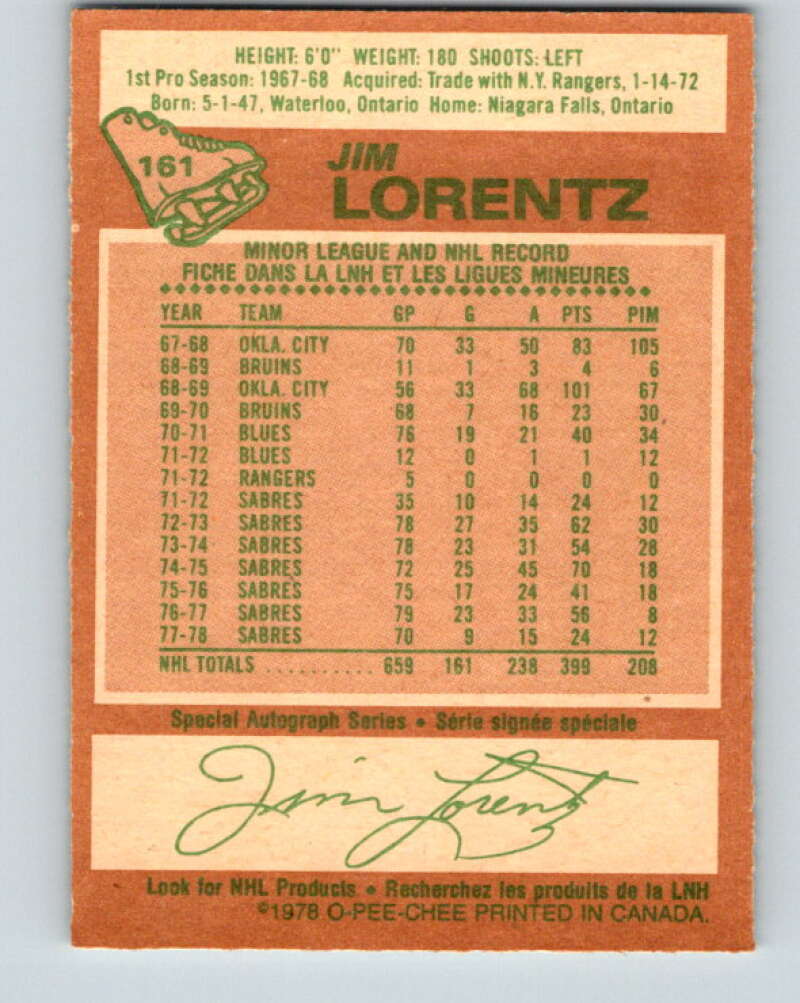 HEIGHT: 6'0" WEIGHT: 180 SHOOTS: LEFT
1st Pro Season: 1967-68 Acquired: Trade with N.Y. Rangers, 1-14-72
Born: 5-1-47, Waterloo, Ontario Home: Niagara Falls, Ontario
161
JIM
LORENTZ
MINOR LEAGUE AND NHL RECORD
FICHE DANS LA LNH ET LES LIGUES MINEURES
YEAR TEAM GP G A PTS PIM
67-68 OKLA. CITY 70 33 50 83 105
68-69 BRUINS 11 1 3 4 6
68-69 OKLA. CITY 56 33 68 101 67
69-70 BRUINS 68 7 16 23 30
70-71 BLUES 76 19 21 40 34
71-72 BLUES 12 0 1 1 12
71-72 RANGERS 5 0 0 0 0
71-72 SABRES 35 10 14 24 12
72-73 SABRES 78 27 35 62 30
73-74 SABRES 78 23 31 54 28
74-75 SABRES 72 25 45 70 18
75-76 SABRES 75 17 24 41 18
76-77 SABRES 79 23 33 56 8
77-78 SABRES 70 9 15 24 12
NHL TOTALS .......... 659 161 238 399 208
Special Autograph Series • Série signée spéciale
Jim Lorentz
Look for NHL Products • Recherchez les produits de la LNH
©1978 O-PEE-CHEE PRINTED IN CANADA.